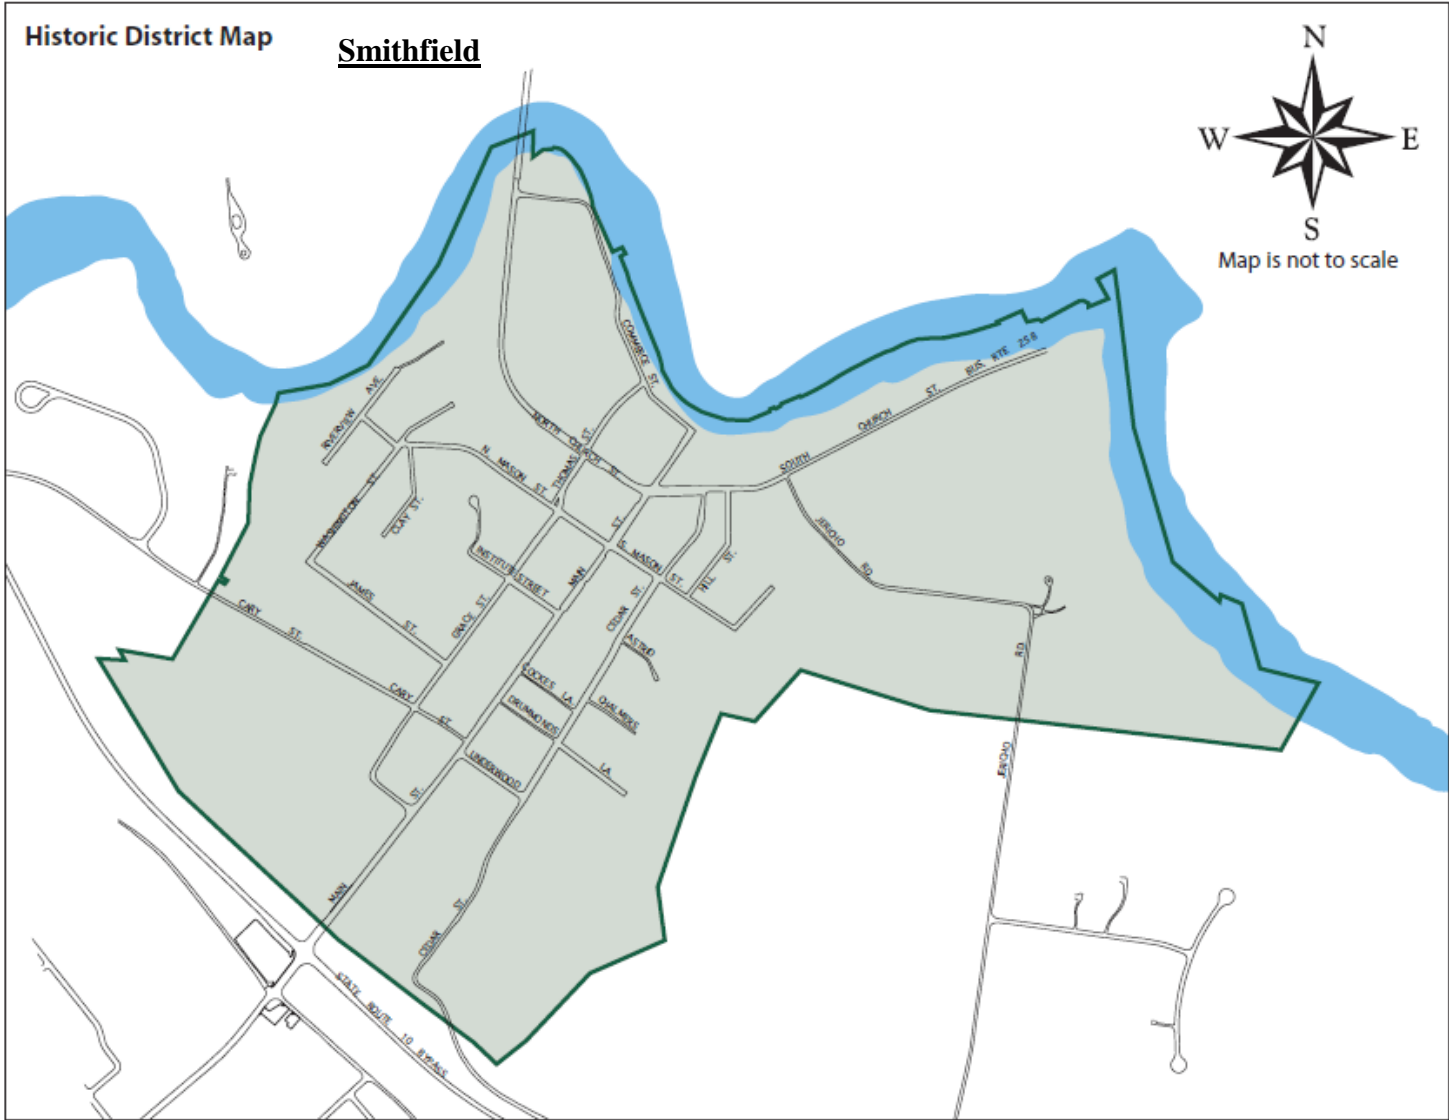 Historic District Map
Smithfield
N
W
E
S
Map is not to scale
COMMERCE ST.
BUS. RTE 258
RIVERVIEW AVE.
NORTH CHURCH ST.
SOUTH CHURCH ST.
N. MASON ST.
THOMAS ST.
WASHINGTON ST.
CLAY ST.
MAIN ST.
S. MASON ST.
HILL ST.
JERICHO RD
INSTITUTE STREET
JAMES ST.
GRACE ST.
CEDAR ST.
ASTRID
CARY ST.
CARY ST.
COCKES LA.
CHALMERS
DRUMMONDS LA.
UNDERWOOD
ST.
RD
JERICHO
MAIN
CEDAR ST.
STATE ROUTE 10 BYPASS